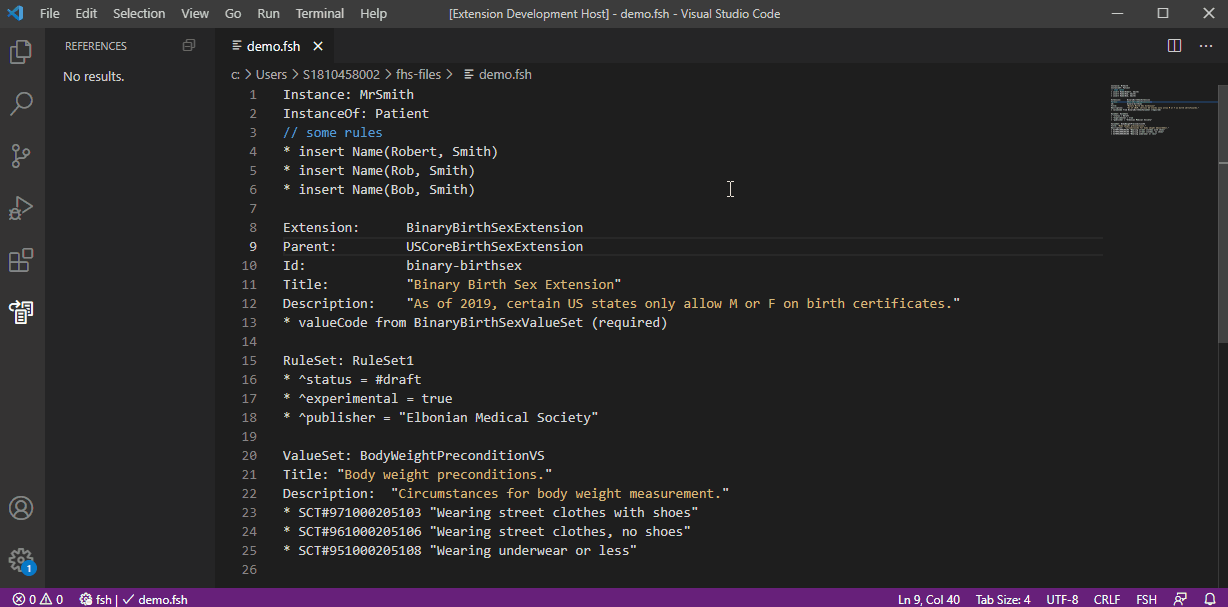 File Edit Selection View Go Run Terminal Help [Extension Development Host] - demo.fsh - Visual Studio Code
REFERENCES
No results.
demo.fsh
c: > Users > S1810458002 > fhs-files > demo.fsh
1 Instance: MrSmith
2 InstanceOf: Patient
3 // some rules
4 * insert Name(Robert, Smith)
5 * insert Name(Rob, Smith)
6 * insert Name(Bob, Smith)
7
8 Extension: BinaryBirthSexExtension
9 Parent: USCoreBirthSexExtension
10 Id: binary-birthsex
11 Title: "Binary Birth Sex Extension"
12 Description: "As of 2019, certain US states only allow M or F on birth certificates."
13 * valueCode from BinaryBirthSexValueSet (required)
14
15 RuleSet: RuleSet1
16 * ^status = #draft
17 * ^experimental = true
18 * ^publisher = "Elbonian Medical Society"
19
20 ValueSet: BodyWeightPreconditionVS
21 Title: "Body weight preconditions."
22 Description: "Circumstances for body weight measurement."
23 * SCT#971000205103 "Wearing street clothes with shoes"
24 * SCT#961000205106 "Wearing street clothes, no shoes"
25 * SCT#951000205108 "Wearing underwear or less"
26
1
0 0 fsh | ✓ demo.fsh Ln 9, Col 40 Tab Size: 4 UTF-8 CRLF FSH